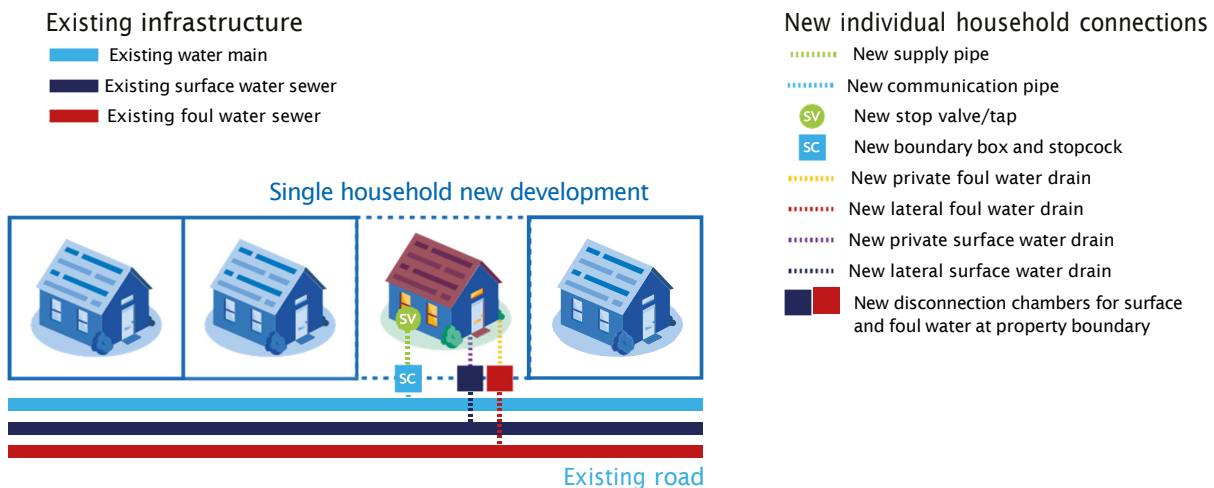 Existing infrastructure
Existing water main
Existing surface water sewer
Existing foul water sewer
New individual household connections
New supply pipe
New communication pipe
SV
New stop valve/tap
SC
New boundary box and stopcock
New private foul water drain
New lateral foul water drain
New private surface water drain
New lateral surface water drain
New disconnection chambers for surface
and foul water at property boundary
Single household new development
SV
SC
Existing road